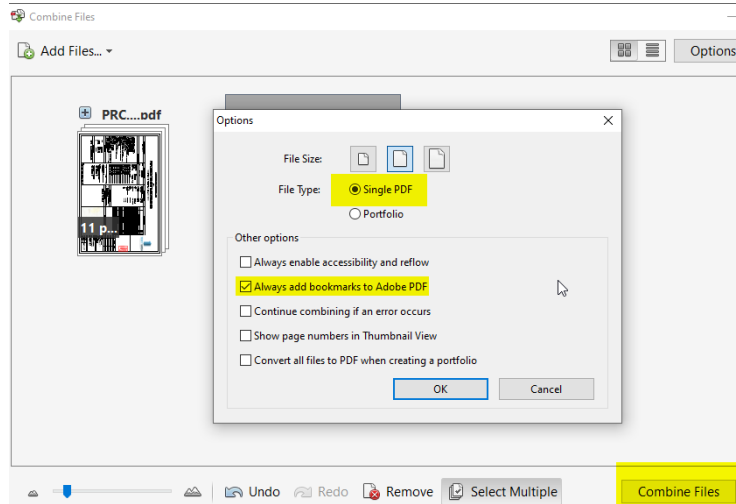 Combine Files
Add Files...
Options
PRC....pdf
11 p...
Options
File Size:
File Type:
Single PDF
Portfolio
Other options
Always enable accessibility and reflow
Always add bookmarks to Adobe PDF
Continue combining if an error occurs
Show page numbers in Thumbnail View
Convert all files to PDF when creating a portfolio
OK
Cancel
Undo
Redo
Remove
Select Multiple
Combine Files